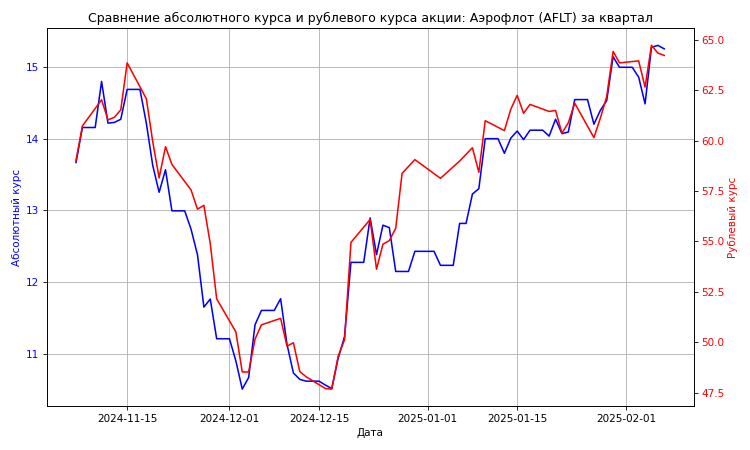 Сравнение абсолютного курса и рублевого курса акции: Аэрофлот (AFLT) за квартал
Абсолютный курс
15
14
13
12
11
65.0
62.5
60.0
57.5
55.0
52.5
50.0
47.5
Рублевый курс
2024-11-15 2024-12-01 2024-12-15 2025-01-01 2025-01-15 2025-02-01
Дата